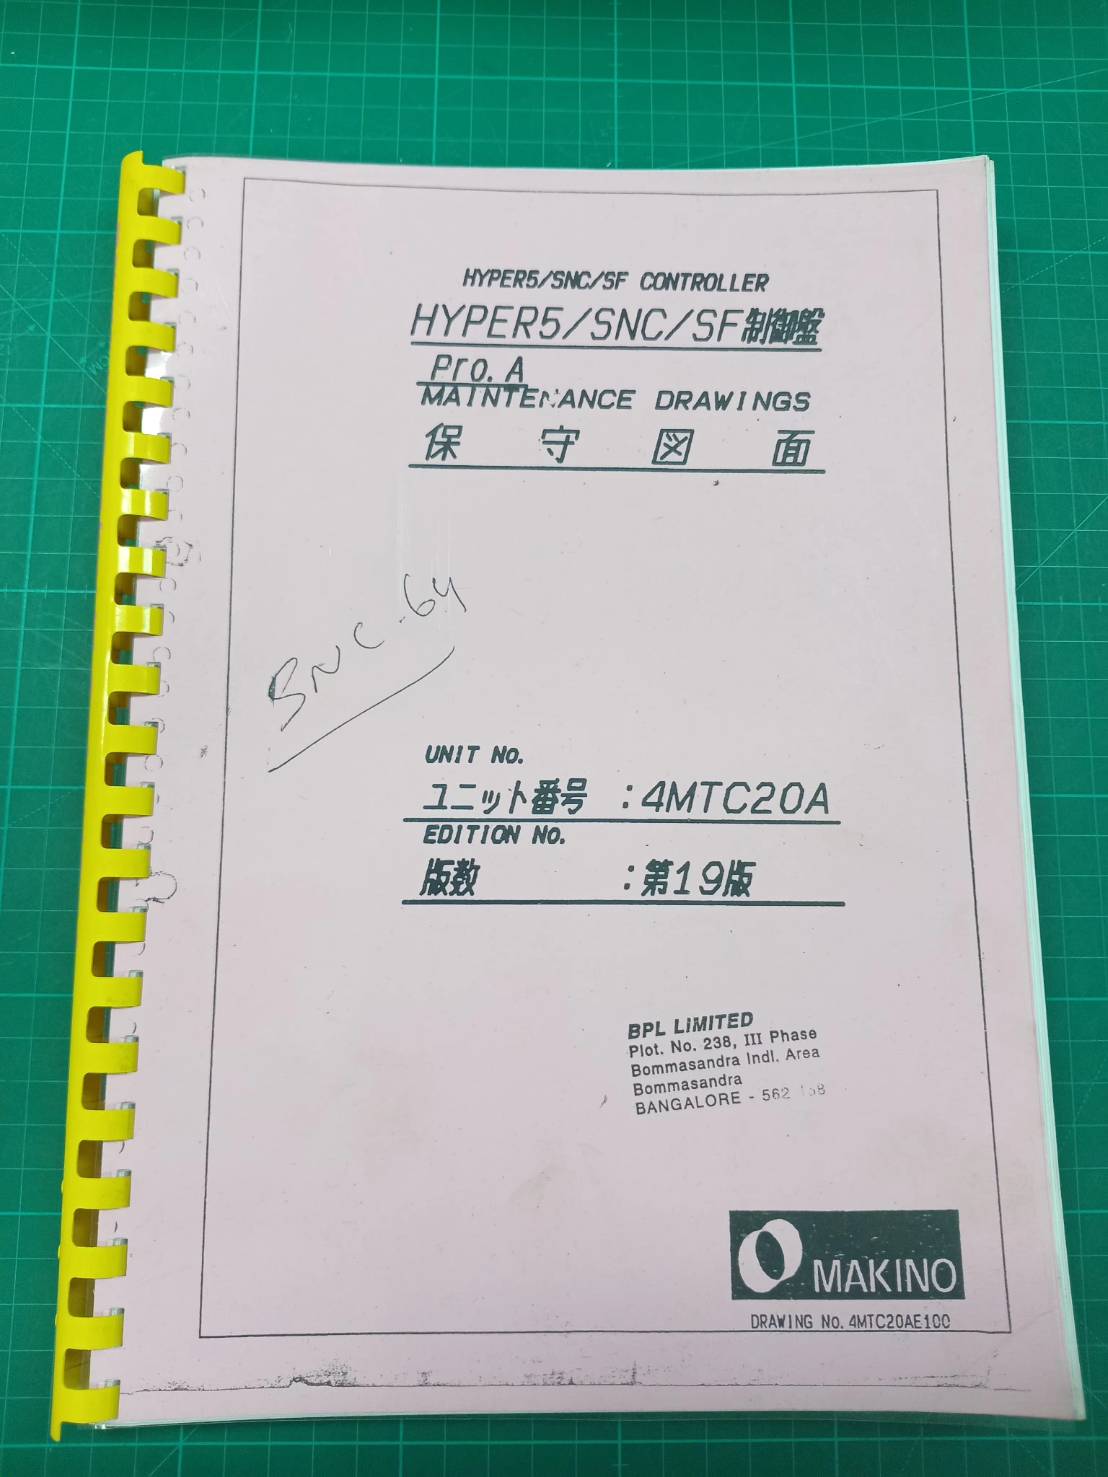 HYPER5/SNC/SF CONTROLLER
HYPER5/SNC/SF制御盤
Pro.A
MAINTENANCE DRAWINGS
保守図面
SNC-64
UNIT No.
ユニット番号 :4MTC20A
EDITION No.
版数 :第19版
BPL LIMITED
Plot. No. 238, III Phase
Bommasandra Indl. Area
Bommasandra
BANGALORE - 562 158
MAKINO
DRAWING No. 4MTC20AE100